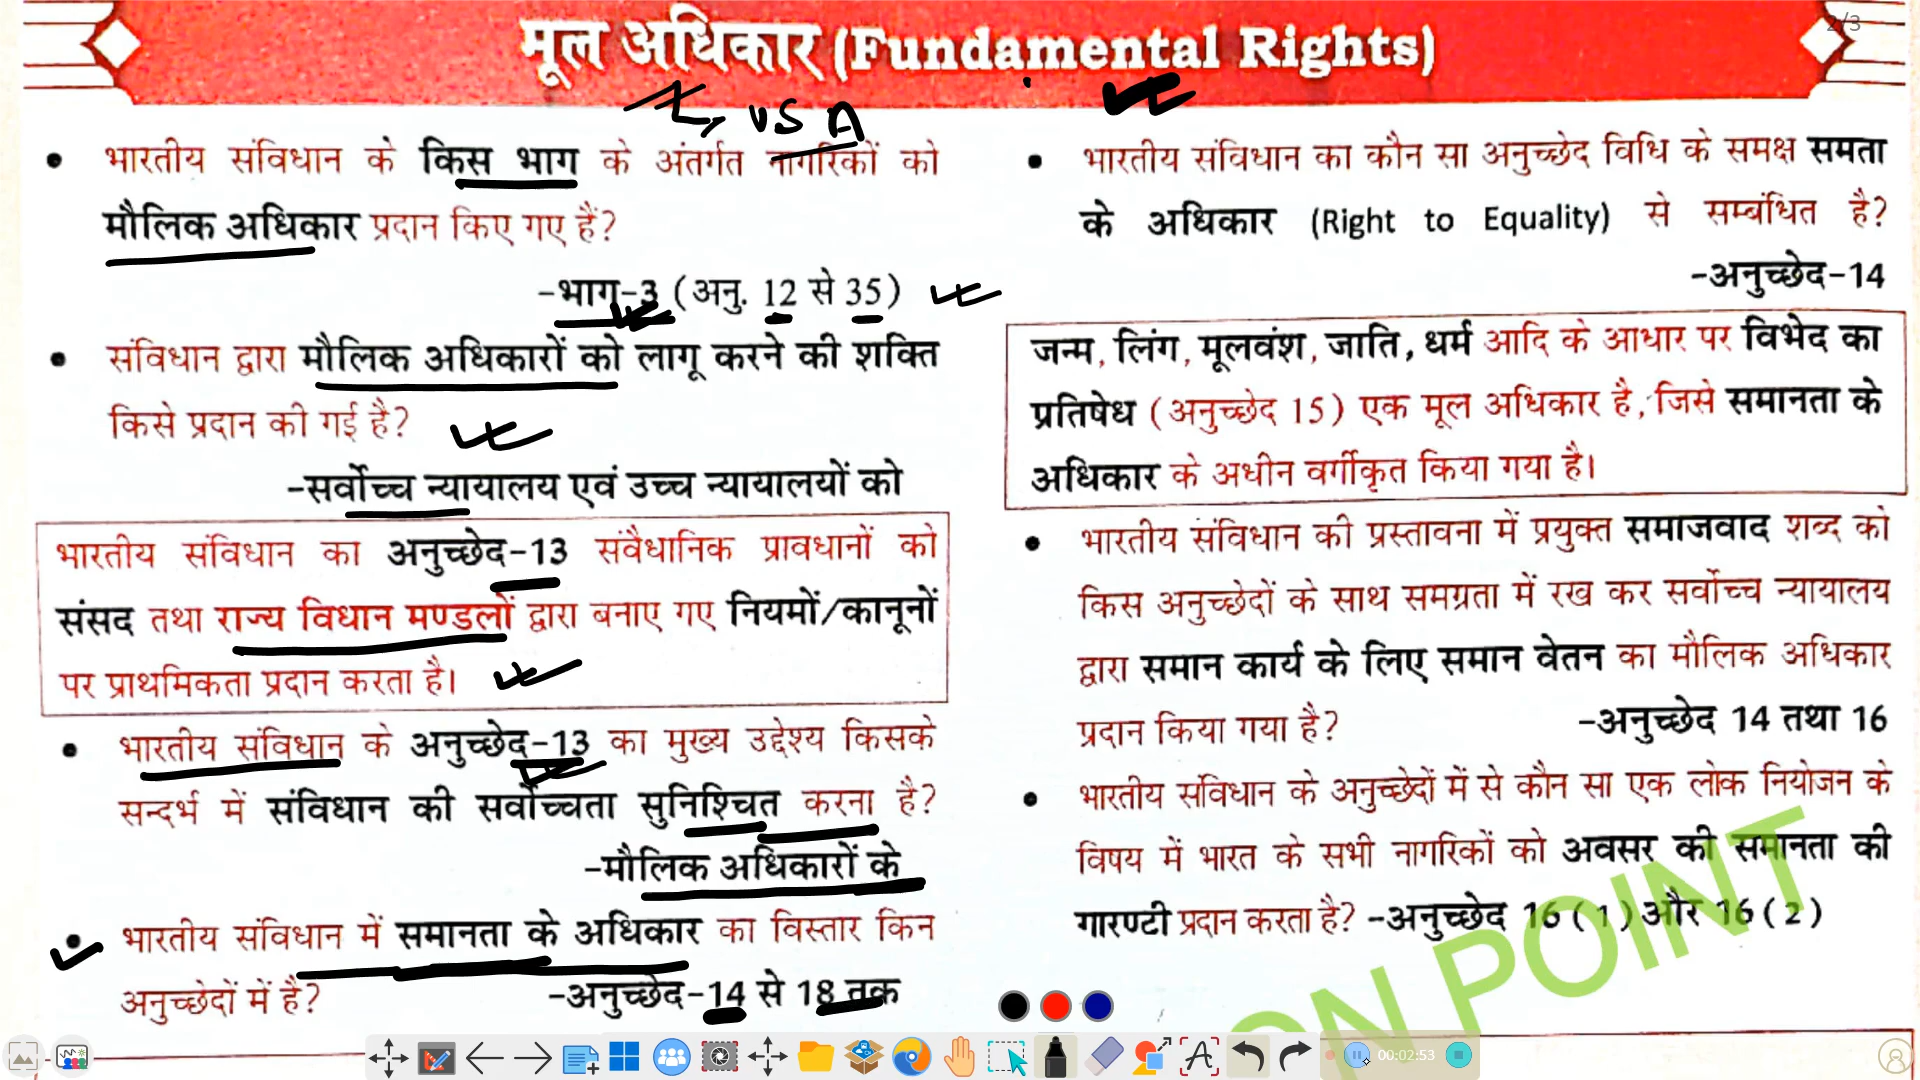 मूल अधिकार (Fundamental Rights)
2/3
USA
• भारतीय संविधान के किस भाग के अंतर्गत नागरिकों को
मौलिक अधिकार प्रदान किए गए हैं?
-भाग-3 (अनु. 12 से 35)
• संविधान द्वारा मौलिक अधिकारों को लागू करने की शक्ति
किसे प्रदान की गई है?
-सर्वोच्च न्यायालय एवं उच्च न्यायालयों को
भारतीय संविधान का अनुच्छेद-13 संवैधानिक प्रावधानों को
संसद तथा राज्य विधान मण्डलों द्वारा बनाए गए नियमों/कानूनों
पर प्राथमिकता प्रदान करता है।
• भारतीय संविधान के अनुच्छेद-13 का मुख्य उद्देश्य किसके
सन्दर्भ में संविधान की सर्वोच्चता सुनिश्चित करना है?
-मौलिक अधिकारों के
• भारतीय संविधान में समानता के अधिकार का विस्तार किन
अनुच्छेदों में है?
-अनुच्छेद-14 से 18 तक
• भारतीय संविधान का कौन सा अनुच्छेद विधि के समक्ष समता
के अधिकार (Right to Equality) से सम्बंधित है?
-अनुच्छेद-14
जन्म, लिंग, मूलवंश, जाति, धर्म आदि के आधार पर विभेद का
प्रतिषेध (अनुच्छेद 15) एक मूल अधिकार है, जिसे समानता के
अधिकार के अधीन वर्गीकृत किया गया है।
• भारतीय संविधान की प्रस्तावना में प्रयुक्त समाजवाद शब्द को
किस अनुच्छेदों के साथ समग्रता में रख कर सर्वोच्च न्यायालय
द्वारा समान कार्य के लिए समान वेतन का मौलिक अधिकार
प्रदान किया गया है? -अनुच्छेद 14 तथा 16
• भारतीय संविधान के अनुच्छेदों में से कौन सा एक लोक नियोजन के
विषय में भारत के सभी नागरिकों को अवसर की समानता की
गारण्टी प्रदान करता है? -अनुच्छेद 16(1) और 16(2)
ON POINT
00:02:53